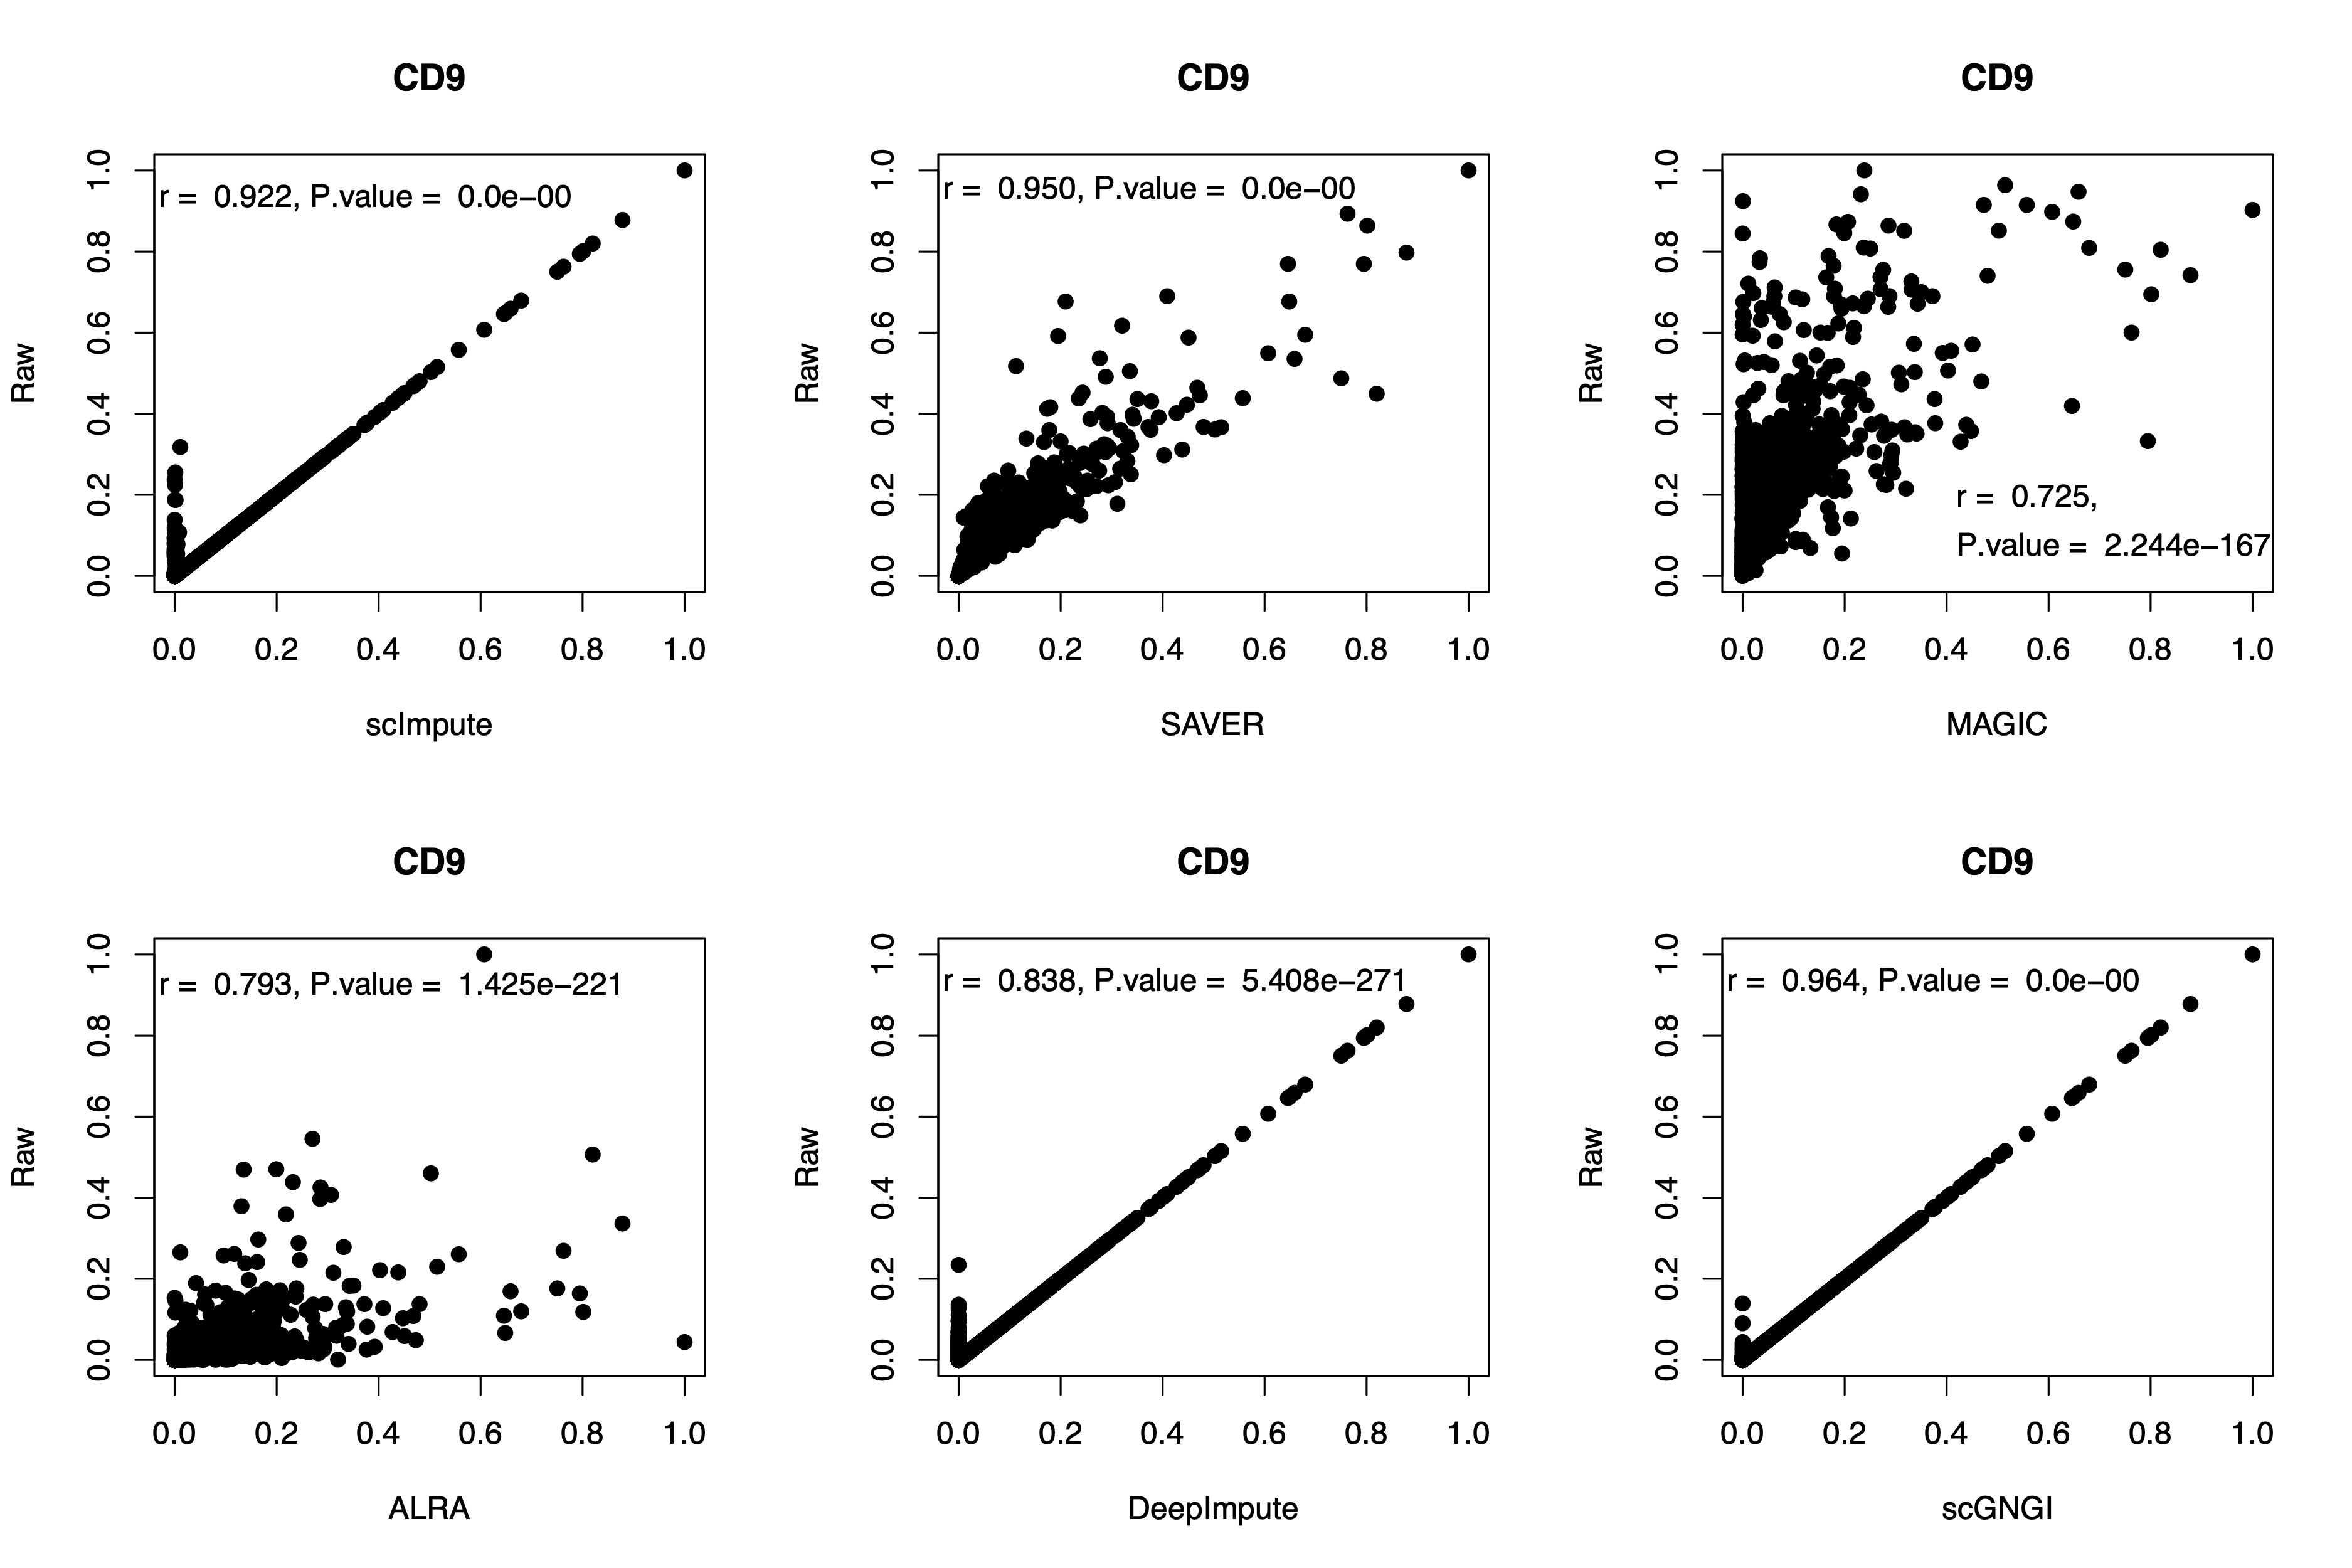 CD9
r = 0.922, P.value = 0.0e−00
Raw
0.0 0.2 0.4 0.6 0.8 1.0
0.0 0.2 0.4 0.6 0.8 1.0
scImpute
CD9
r = 0.950, P.value = 0.0e−00
Raw
0.0 0.2 0.4 0.6 0.8 1.0
0.0 0.2 0.4 0.6 0.8 1.0
SAVER
CD9
r = 0.725,
P.value = 2.244e−167
Raw
0.0 0.2 0.4 0.6 0.8 1.0
0.0 0.2 0.4 0.6 0.8 1.0
MAGIC
CD9
r = 0.793, P.value = 1.425e−221
Raw
0.0 0.2 0.4 0.6 0.8 1.0
0.0 0.2 0.4 0.6 0.8 1.0
ALRA
CD9
r = 0.838, P.value = 5.408e−271
Raw
0.0 0.2 0.4 0.6 0.8 1.0
0.0 0.2 0.4 0.6 0.8 1.0
DeepImpute
CD9
r = 0.964, P.value = 0.0e−00
Raw
0.0 0.2 0.4 0.6 0.8 1.0
0.0 0.2 0.4 0.6 0.8 1.0
scGNGI